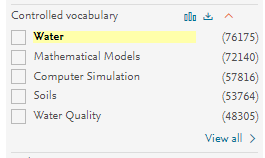 Controlled vocabulary
Water (76175)
Mathematical Models (72140)
Computer Simulation (57816)
Soils (53764)
Water Quality (48305)
View all